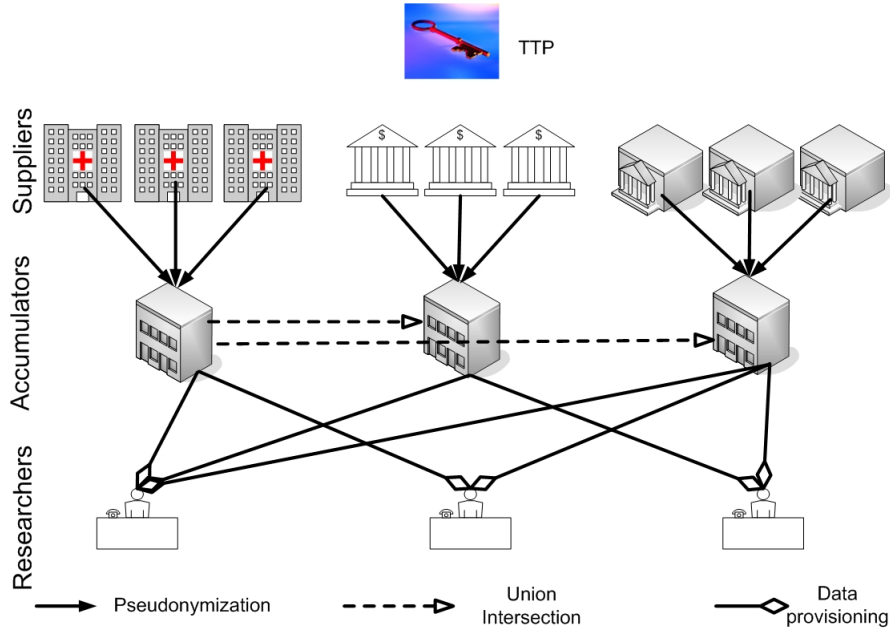 TTP
Suppliers
$ $ $
Accumulators
Researchers
Pseudonymization
Union
Intersection
Data
provisioning